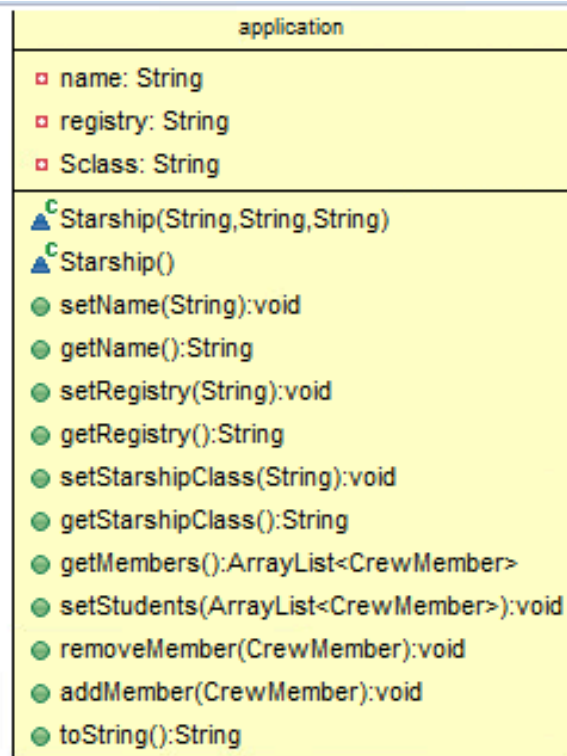 application
name: String
registry: String
Sclass: String
C Starship(String,String,String)
C Starship()
setName(String):void
getName():String
setRegistry(String):void
getRegistry():String
setStarshipClass(String):void
getStarshipClass():String
getMembers():ArrayList<CrewMember>
setStudents(ArrayList<CrewMember>):void
removeMember(CrewMember):void
addMember(CrewMember):void
toString():String